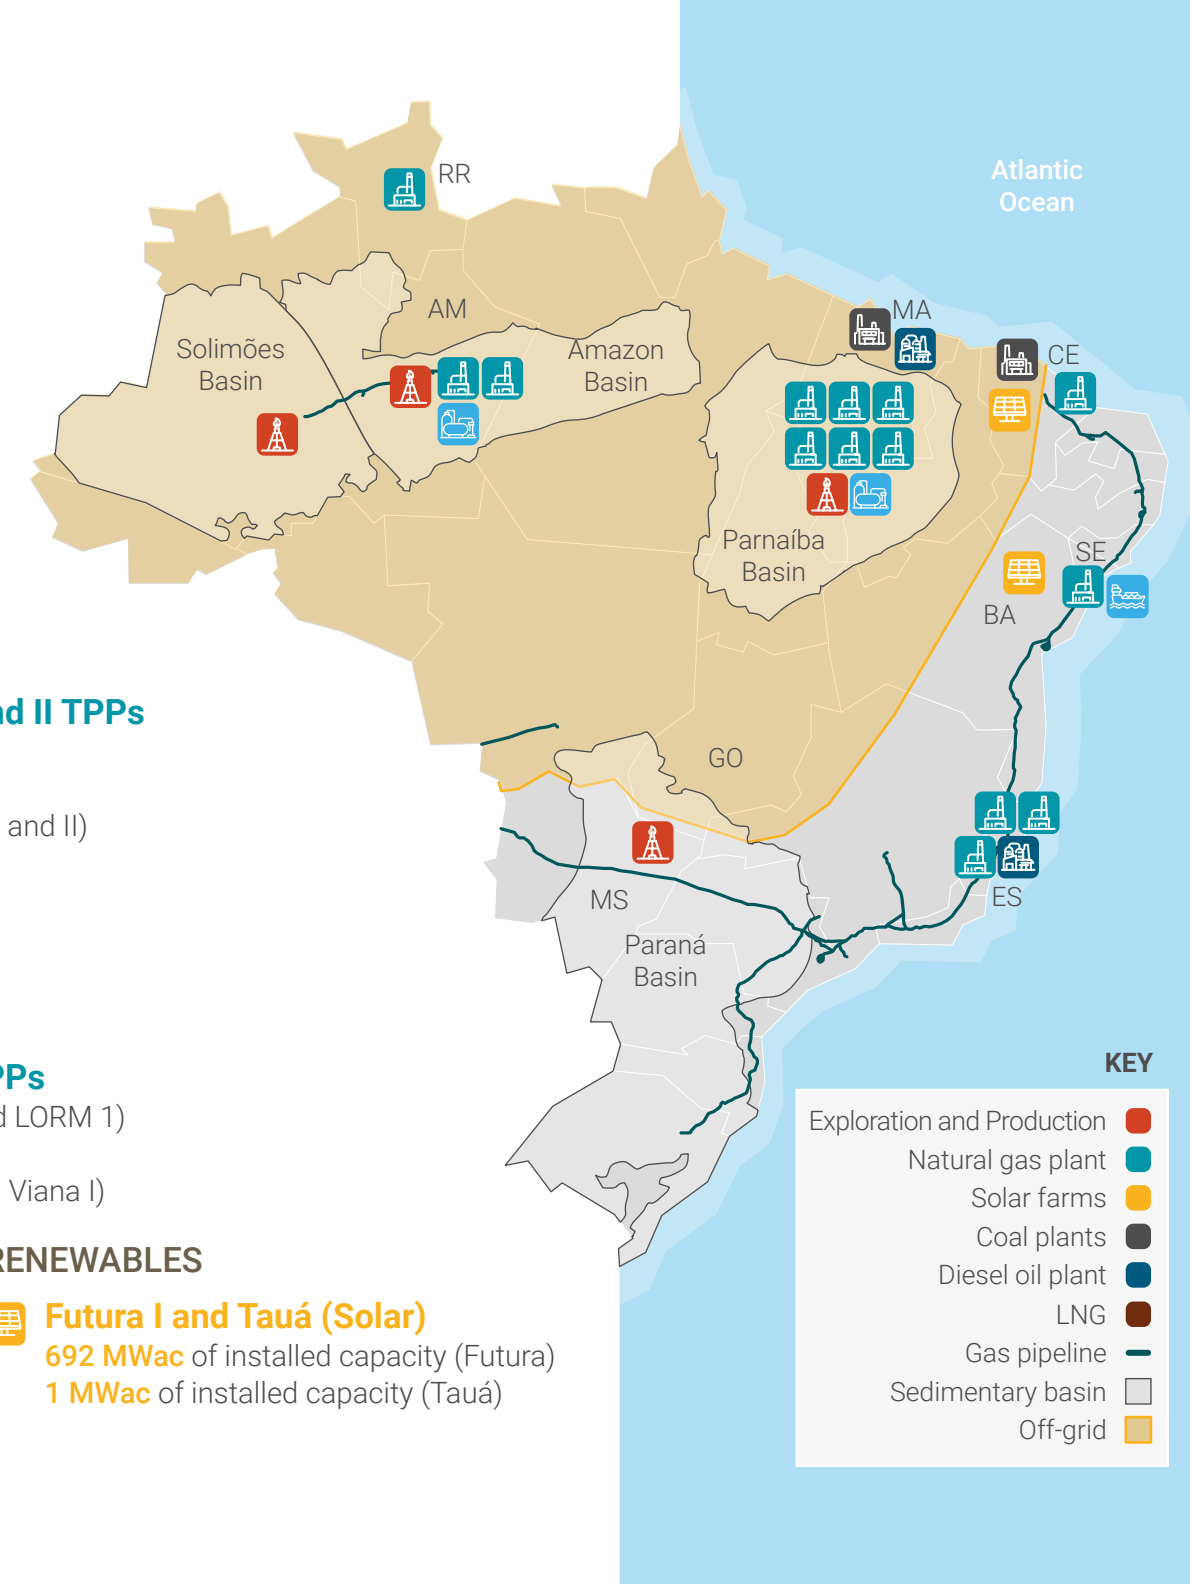 Atlantic
Ocean
RR
AM
MA
Solimões
Basin
Amazon
Basin
CE
Parnaíba
Basin
SE
BA
nd II TPPs
GO
and II)
MS
ES
Paraná
Basin
KEY
PPs
d LORM 1)
Exploration and Production
Natural gas plant
Viana I)
Solar farms
Coal plants
RENEWABLES
Diesel oil plant
Futura I and Tauá (Solar)
LNG
692 MWac of installed capacity (Futura)
Gas pipeline
1 MWac of installed capacity (Tauá)
Sedimentary basin
Off-grid